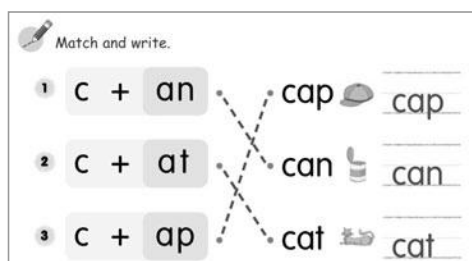 Match and write.
1 c + an cap cap
2 c + at can can
3 c + ap cat cat